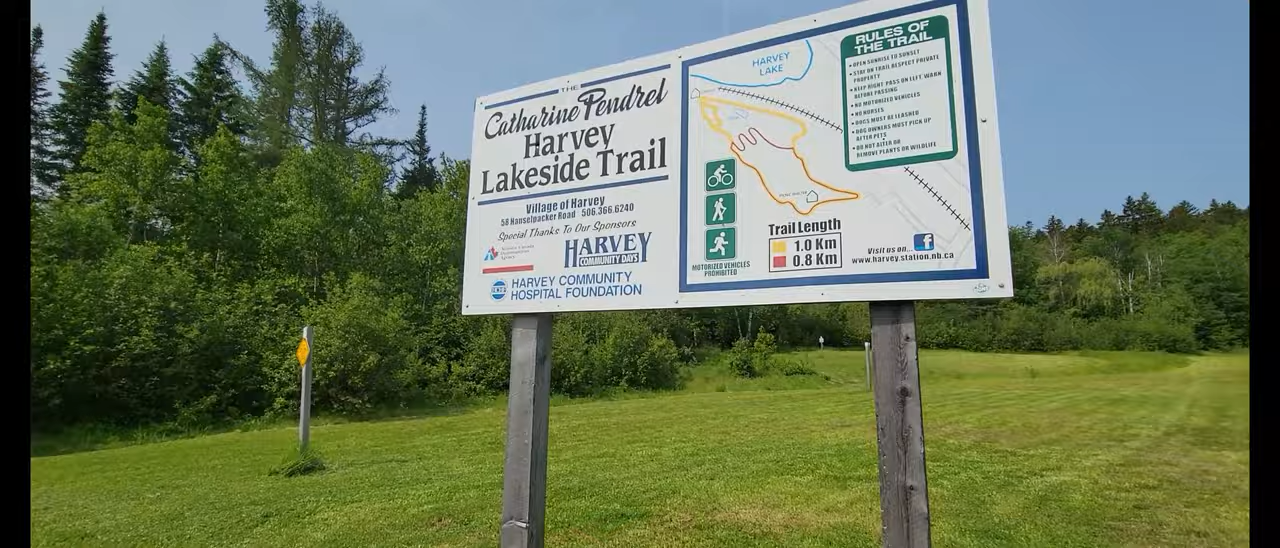 THE
Catharine Pendrel
Harvey
Lakeside Trail
Village of Harvey
58 Hanselpacker Road 506.366.6240
Special Thanks To Our Sponsors
HARVEY
COMMUNITY DAYS
HARVEY COMMUNITY
HOSPITAL FOUNDATION
HARVEY
LAKE
MOTORIZED VEHICLES
PROHIBITED
Trail Length
1.0 Km
0.8 Km
RULES OF
THE TRAIL
• OPEN SUNRISE TO SUNSET
• STAY ON TRAIL RESPECT PRIVATE
PROPERTY
• KEEP RIGHT PASS ON LEFT WARN
BEFORE PASSING
• NO MOTORIZED VEHICLES
• NO HORSES
• DOGS MUST BE LEASHED
• DOG OWNERS MUST PICK UP
AFTER PETS
• DO NOT ALTER OR
REMOVE PLANTS OR WILDLIFE
Visit us on...
www.harvey.station.nb.ca